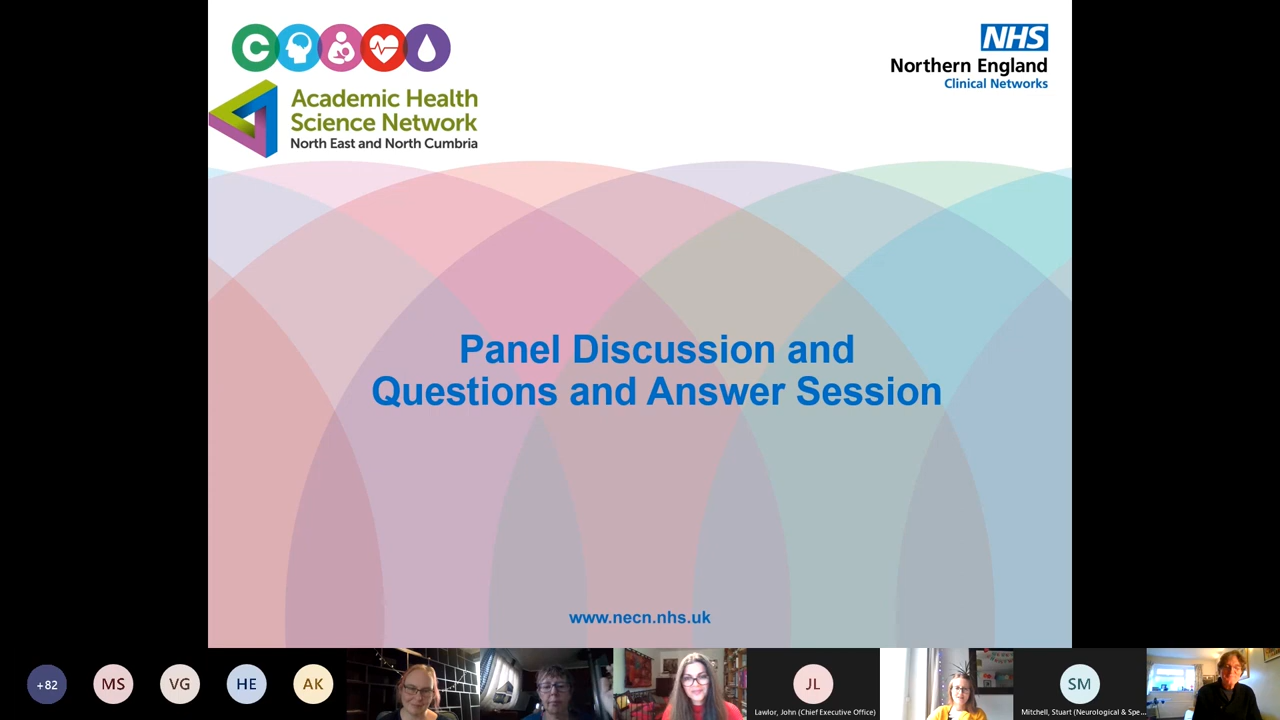 C
NHS
Northern England
Clinical Networks
Academic Health
Science Network
North East and North Cumbria
Panel Discussion and
Questions and Answer Session
www.necn.nhs.uk
+82
MS
VG
HE
AK
JL
Lawlor, John (Chief Executive Office)
SM
Mitchell, Stuart (Neurological & Spe...